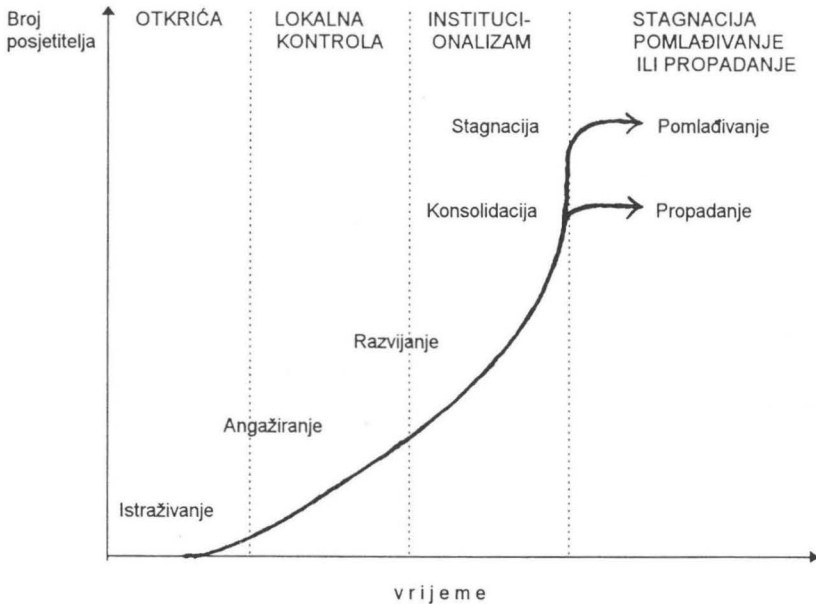 Broj
posjetitelja
OTKRIĆA
LOKALNA
KONTROLA
INSTITUCI-
ONALIZAM
STAGNACIJA
POMLAĐIVANJE
ILI PROPADANJE
Stagnacija
Pomlađivanje
Konsolidacija
Propadanje
Razvijanje
Angažiranje
Istraživanje
vrijeme